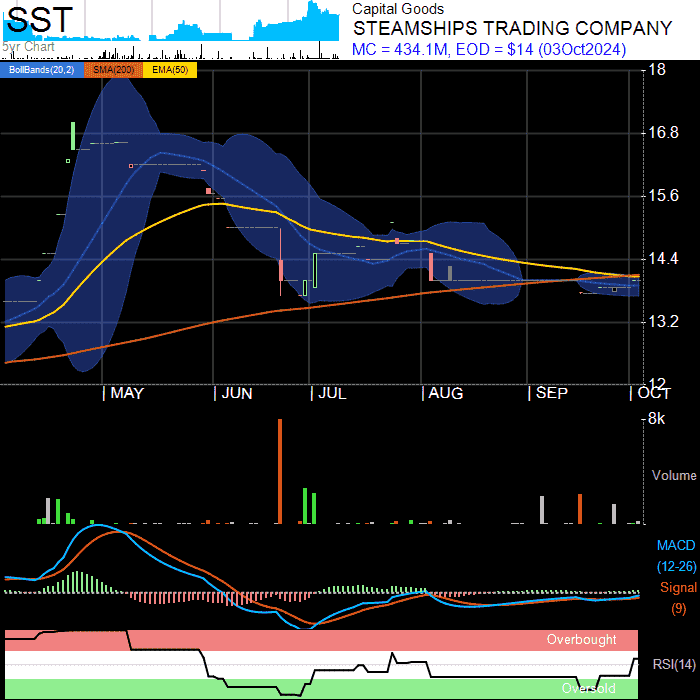 SST
5yr Chart
Capital Goods
STEAMSHIPS TRADING COMPANY
MC = 434.1M, EOD = $14 (03Oct2024)
BollBands(20,2) SMA(200) EMA(50)
18
16.8
15.6
14.4
13.2
12
MAY JUN JUL AUG SEP OCT
8k
Volume
MACD
(12-26)
Signal
(9)
Overbought
RSI(14)
Oversold